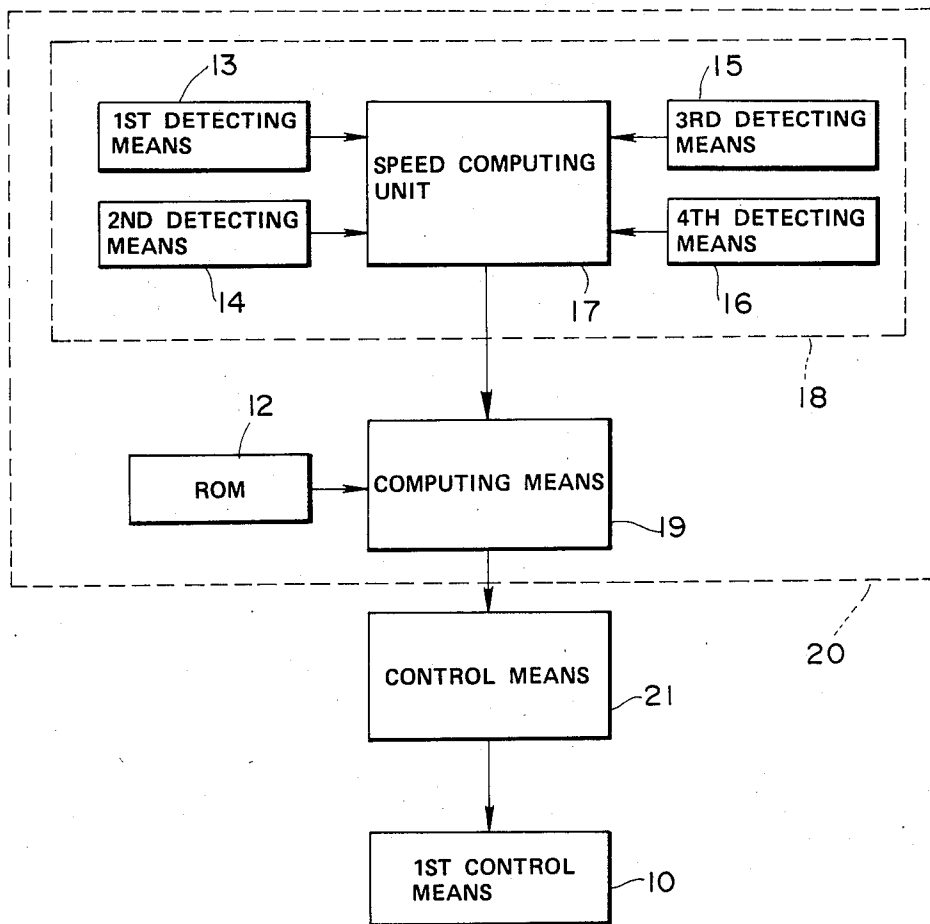 13
15
1ST DETECTING
MEANS
SPEED COMPUTING
UNIT
3RD DETECTING
MEANS
2ND DETECTING
MEANS
4TH DETECTING
MEANS
14
17
16
18
12
ROM
COMPUTING MEANS
19
20
CONTROL MEANS
21
1ST CONTROL
MEANS
10